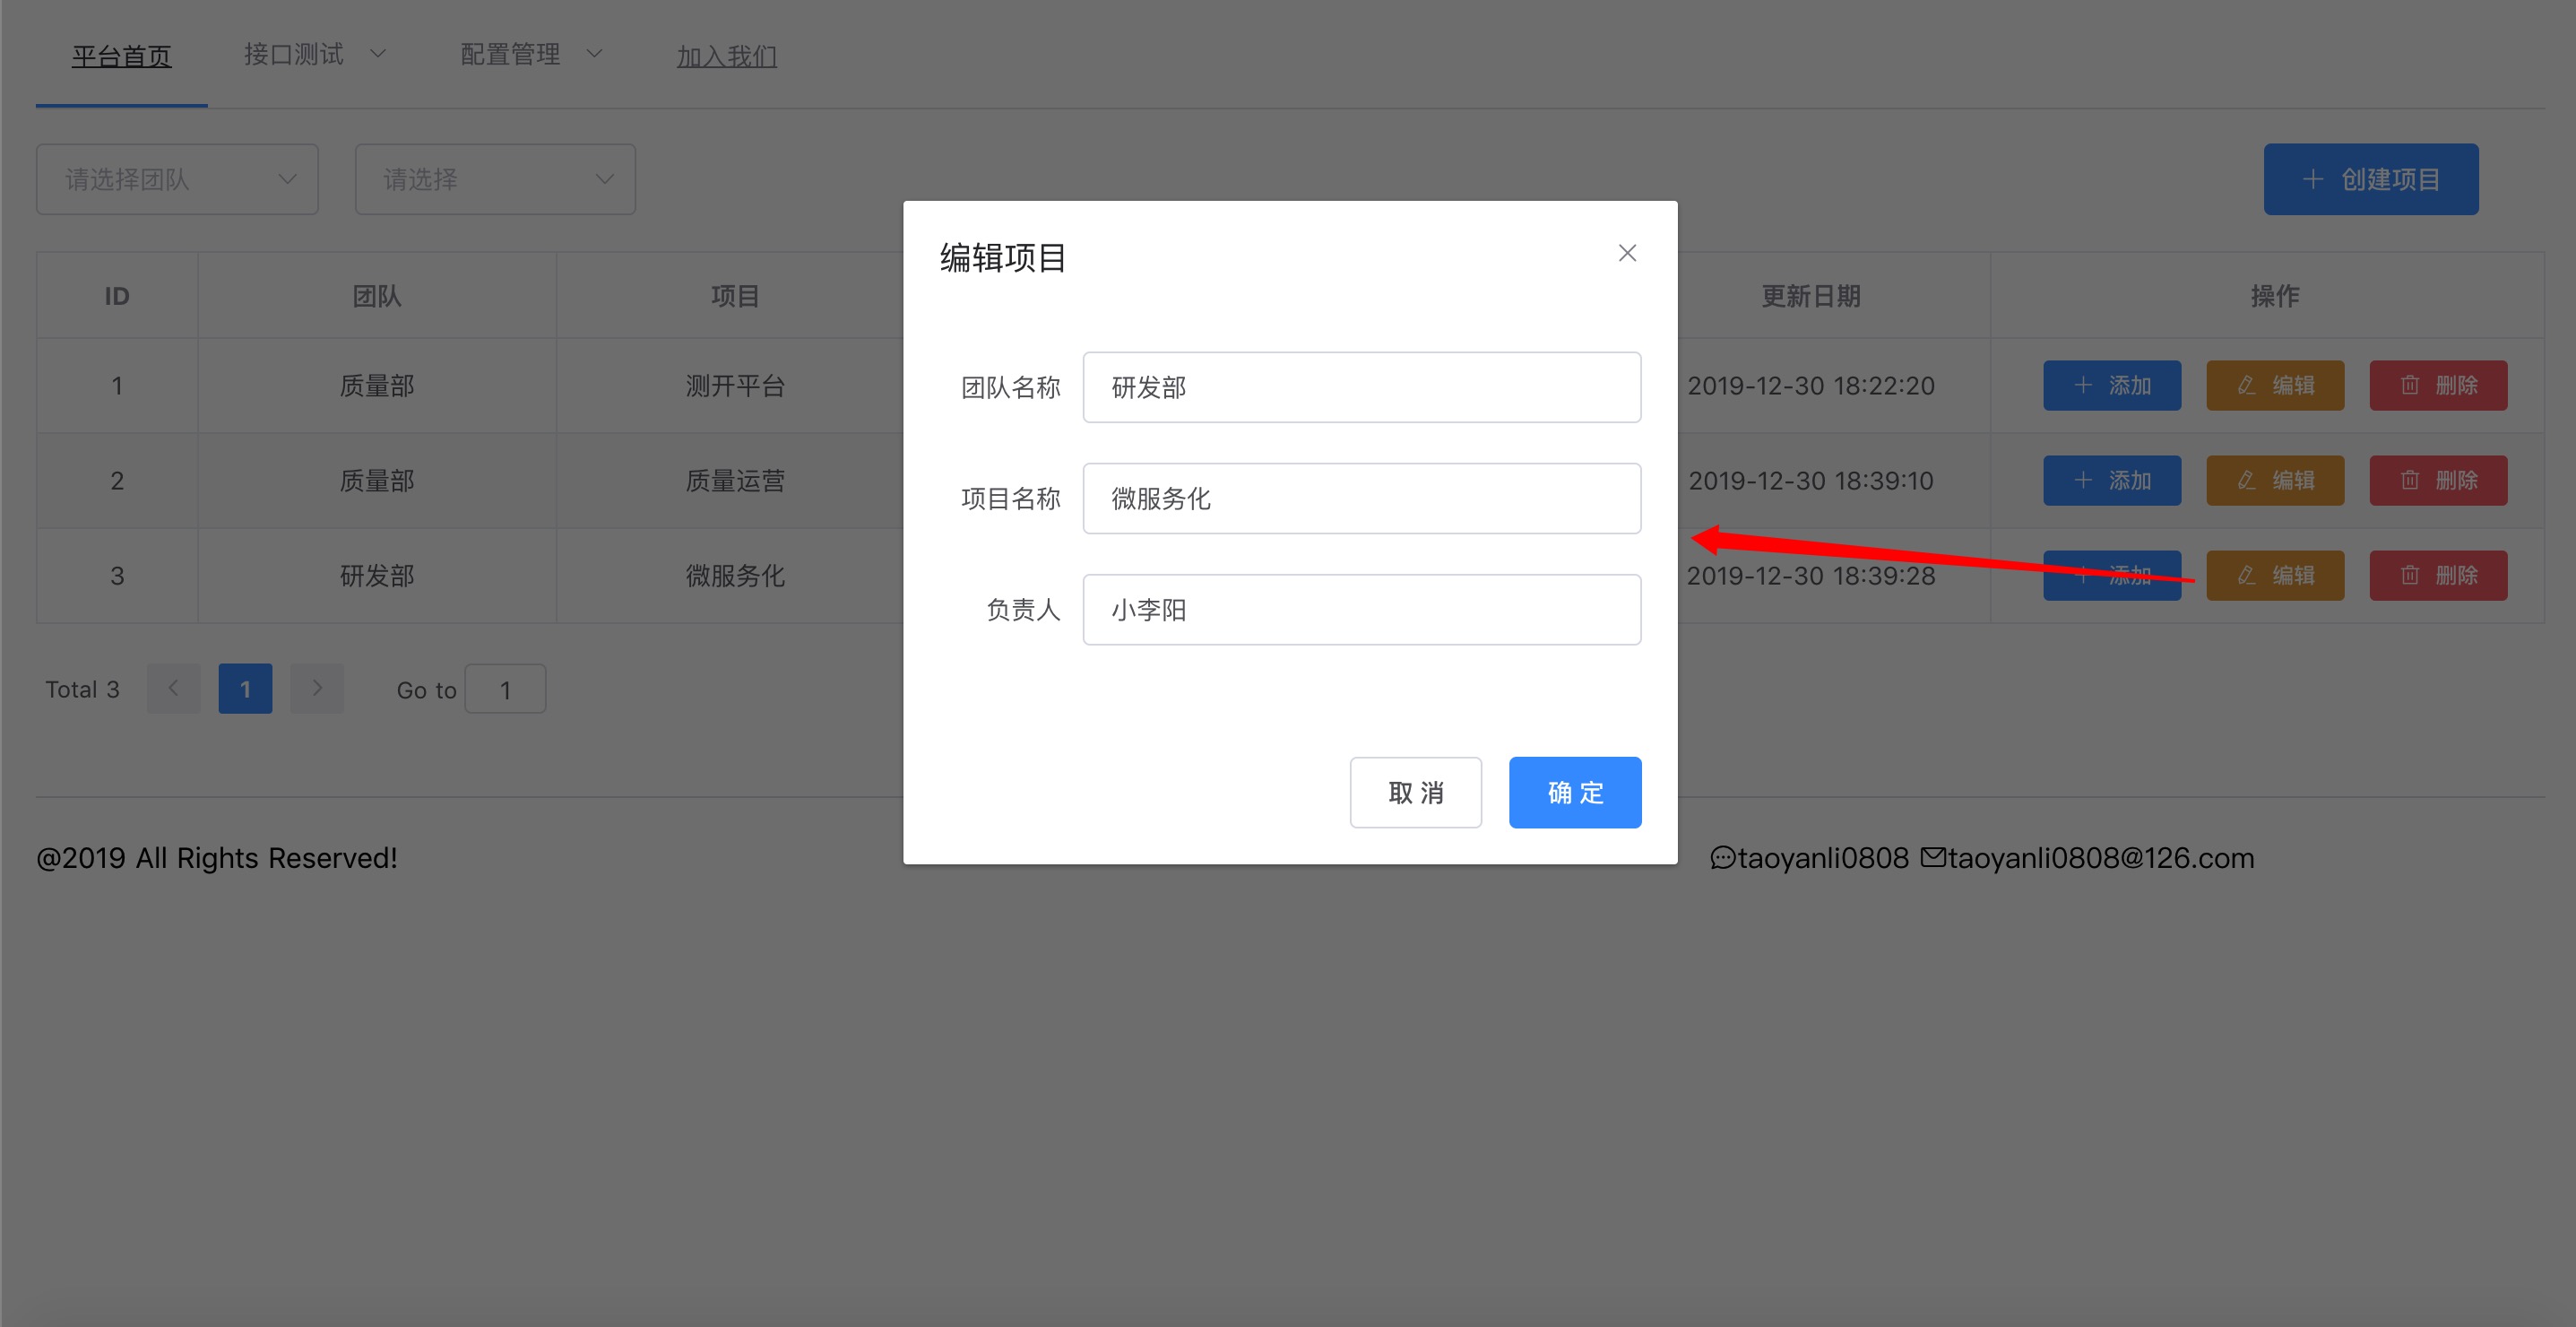 平台首页 接口测试 配置管理 加入我们
请选择团队 请选择 创建项目
编辑项目
团队名称 研发部
项目名称 微服务化
负责人 小李阳
取 消 确 定
ID 团队 项目 更新日期 操作
1 质量部 测开平台 2019-12-30 18:22:20 添加 编辑 删除
2 质量部 质量运营 2019-12-30 18:39:10 添加 编辑 删除
3 研发部 微服务化 2019-12-30 18:39:28 添加 编辑 删除
Total 3 1 Go to 1
@2019 All Rights Reserved! taoyanli0808 taoyanli0808@126.com